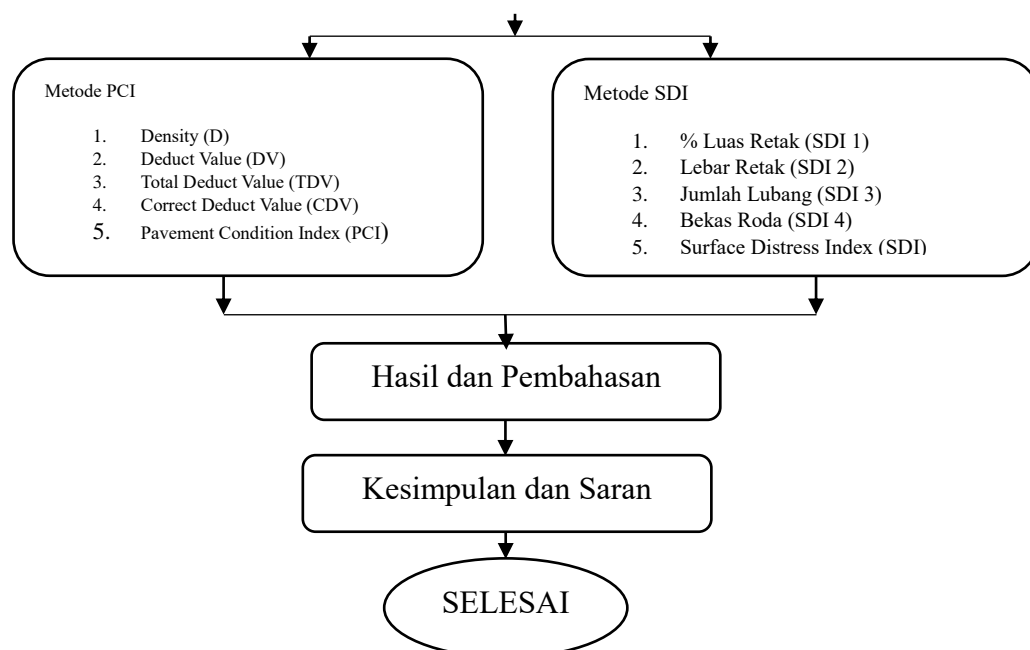 Metode PCI
1. Density (D)
2. Deduct Value (DV)
3. Total Deduct Value (TDV)
4. Correct Deduct Value (CDV)
5. Pavement Condition Index (PCI)
Metode SDI
1. % Luas Retak (SDI 1)
2. Lebar Retak (SDI 2)
3. Jumlah Lubang (SDI 3)
4. Bekas Roda (SDI 4)
5. Surface Distress Index (SDI)
Hasil dan Pembahasan
Kesimpulan dan Saran
SELESAI